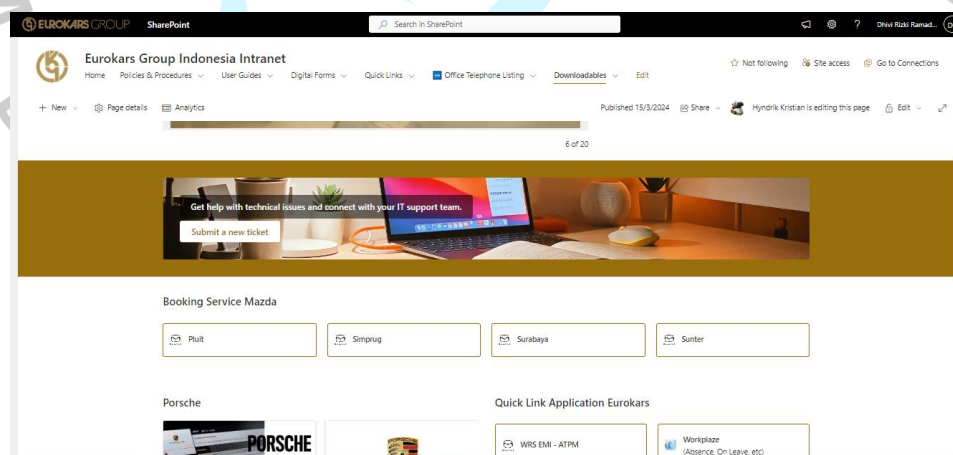 EUROKARS GROUP SharePoint Search in SharePoint ? Dhivi Rizki Ramad... D
Eurokars Group Indonesia Intranet
Home Policies & Procedures User Guides Digital Forms Quick Links Office Telephone Listing Downloadables Edit
Not following Site access Go to Connections
+ New Page details Analytics Published 15/3/2024 Share Hyndrik Kristian is editing this page Edit
6 of 20
Get help with technical issues and connect with your IT support team.
Submit a new ticket
Booking Service Mazda
Pluit Simprug Surabaya Sunter
Porsche Quick Link Application Eurokars
PORSCHE
WRS EMI - ATPM
Workplaze
(Absence, On Leave, etc)